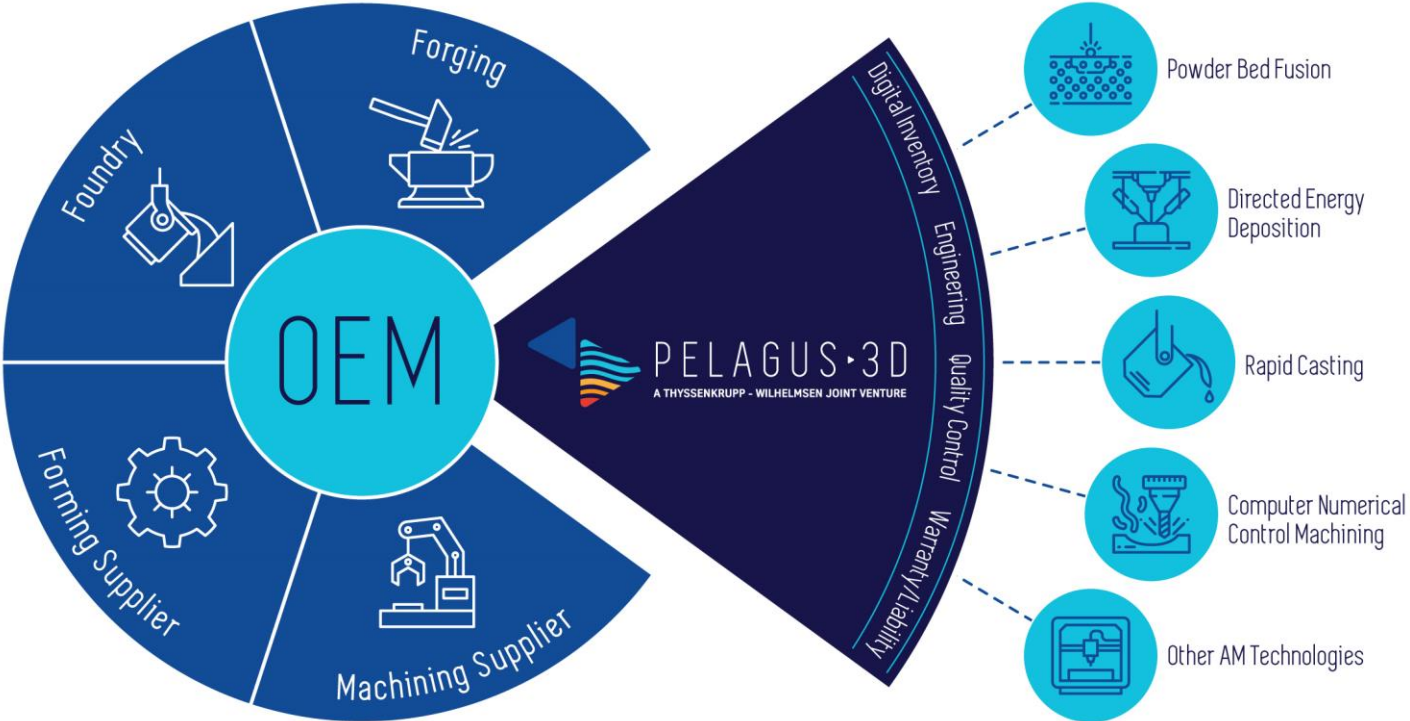 Forging
Foundry
OEM
Forming Supplier
Machining Supplier
PELAGUS 3D
A THYSSENKRUPP - WILHELMSEN JOINT VENTURE
Digital Inventory
Engineering
Quality Control
Warranty/Liability
Powder Bed Fusion
Directed Energy
Deposition
Rapid Casting
Computer Numerical
Control Machining
Other AM Technologies